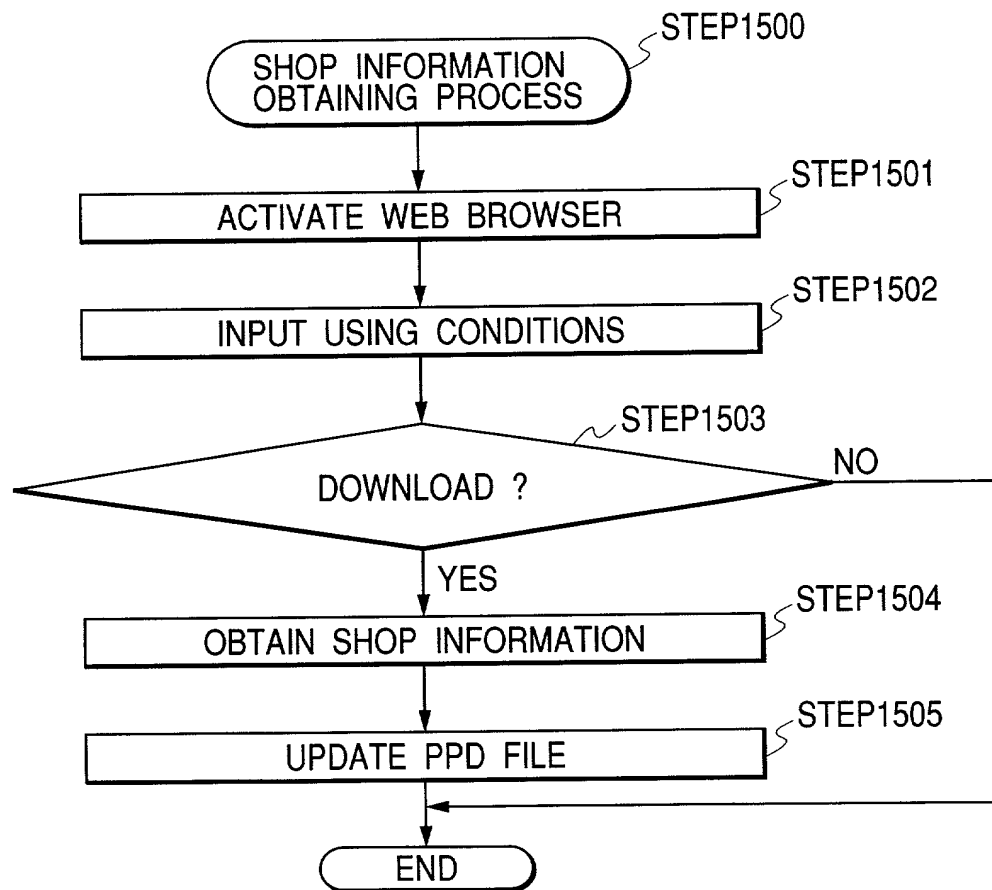 STEP1500
SHOP INFORMATION
OBTAINING PROCESS
STEP1501
ACTIVATE WEB BROWSER
STEP1502
INPUT USING CONDITIONS
STEP1503
DOWNLOAD ?
NO
YES
STEP1504
OBTAIN SHOP INFORMATION
STEP1505
UPDATE PPD FILE
END